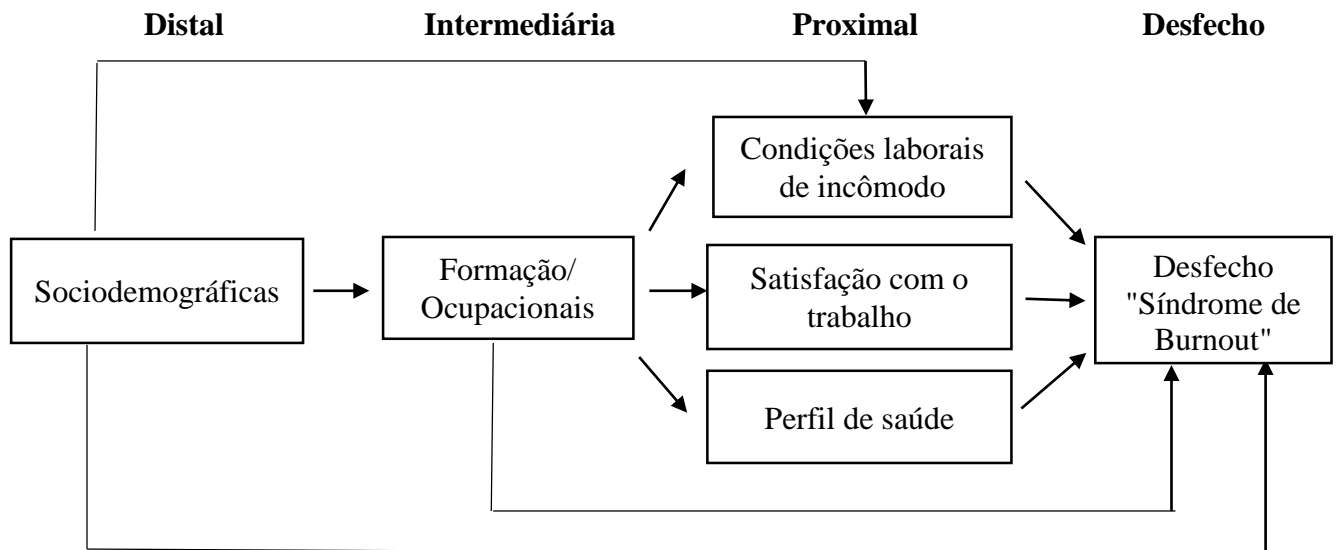 Distal Intermediária Proximal Desfecho
Condições laborais
de incômodo
Sociodemográficas
Formação/
Ocupacionais
Satisfação com o
trabalho
Desfecho
"Síndrome de
Burnout"
Perfil de saúde